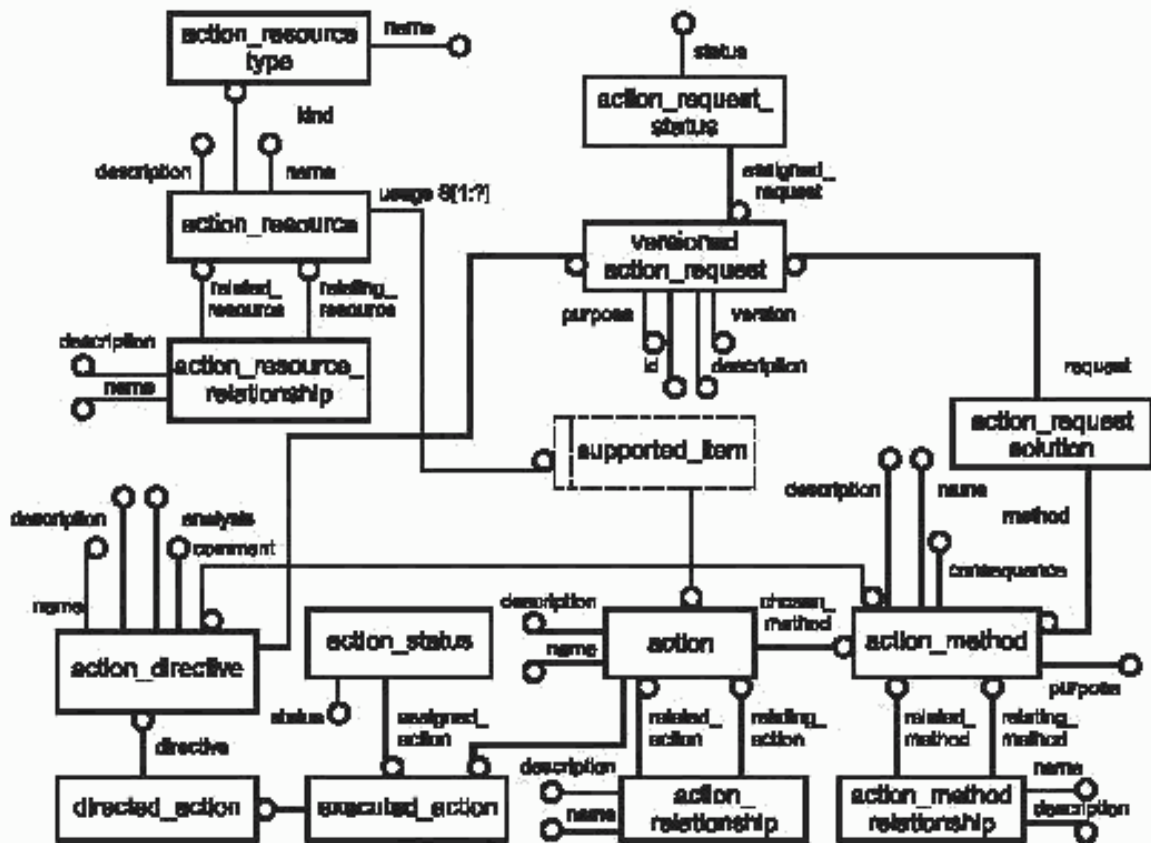 action_resource
type
name
status
action_request_
status
kind
description
name
usage S[1:?]
assigned_
request
action_resource
versioned
action_request
related_
resource
relating_
resource
purpose
version
id
description
description
name
action_resource_
relationship
request
action_request
solution
supported_item
description
name
method
description
analysis
comment
consequence
name
description
chosen_
method
action_directive
action_status
name
action
action_method
purpose
status
assigned_
action
related_
action
relating_
action
related_
method
relating_
method
directive
description
name
name
description
directed_action
executed_action
action_
relationship
action_method
relationship